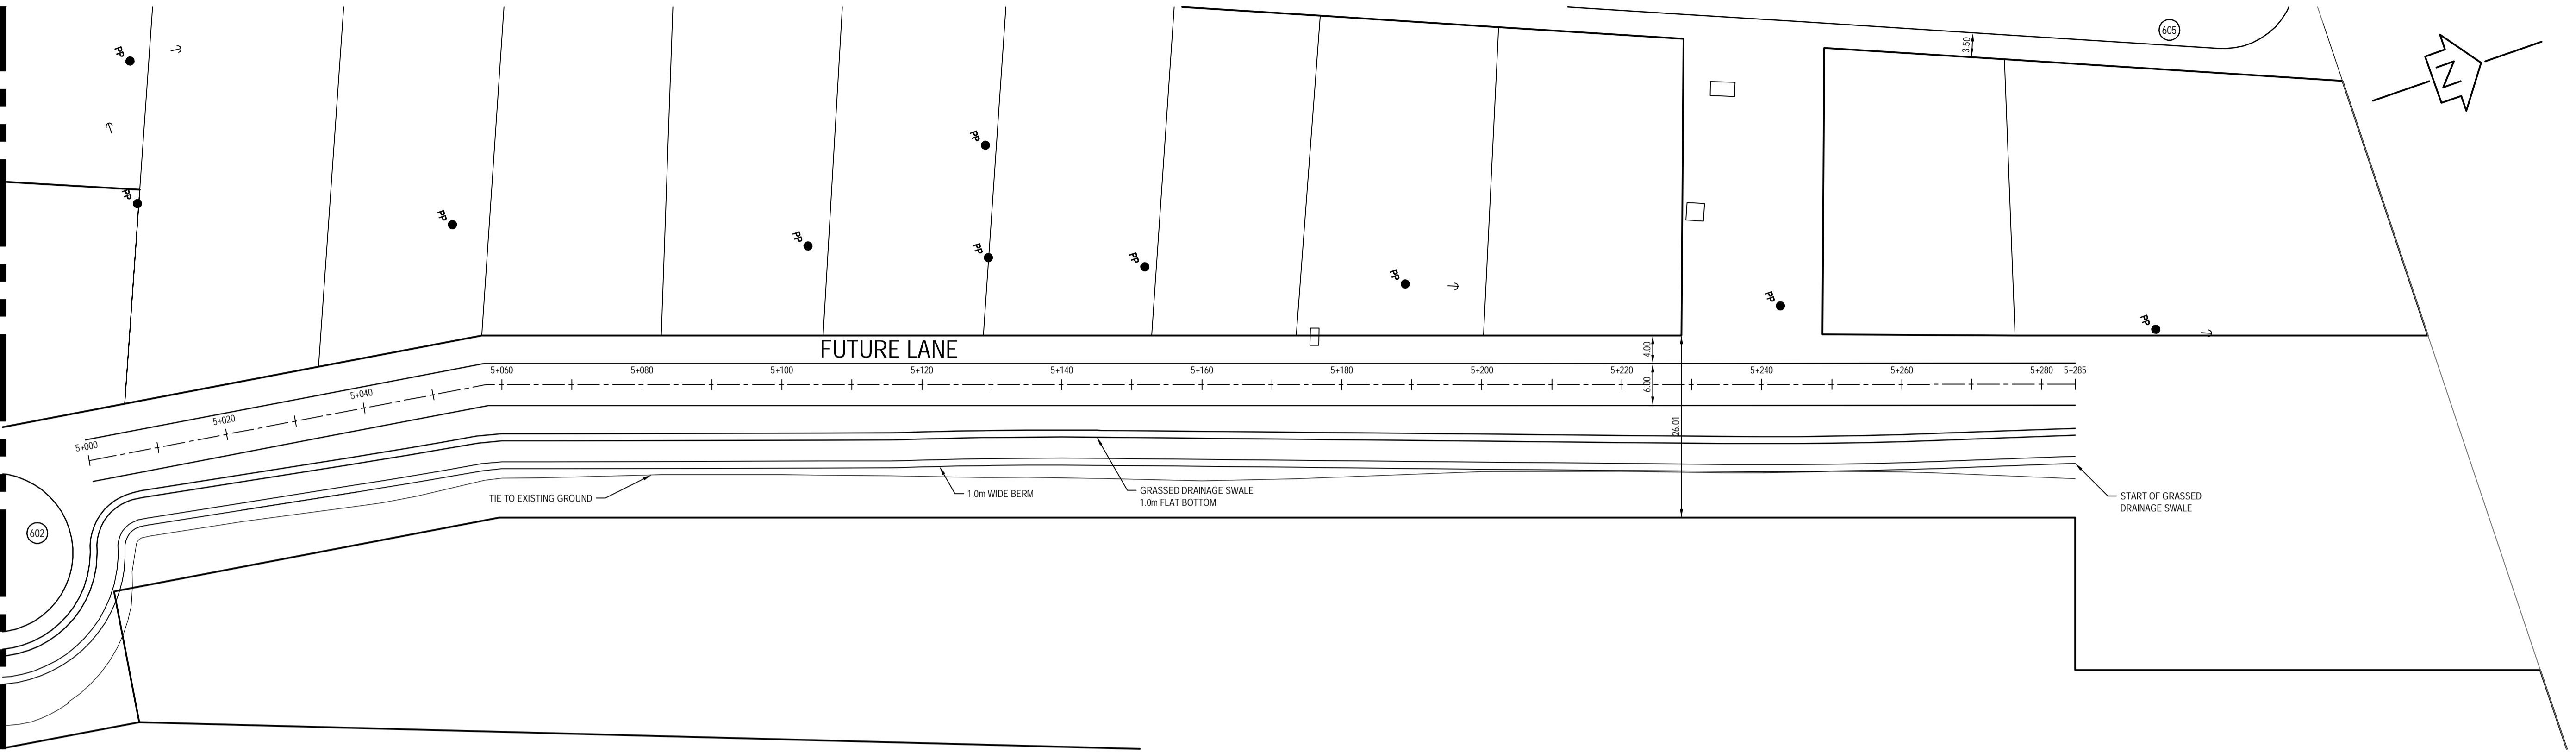 605
3.50
N
PP
PP
PP
PP
PP
PP
PP
PP
PP
PP
FUTURE LANE
4.00
5+000
5+020
5+040
5+060
5+080
5+100
5+120
5+140
5+160
5+180
5+200
5+220
5+240
5+260
5+280
5+285
6.00
26.01
TIE TO EXISTING GROUND
1.0m WIDE BERM
GRASSED DRAINAGE SWALE
1.0m FLAT BOTTOM
START OF GRASSED
DRAINAGE SWALE
602